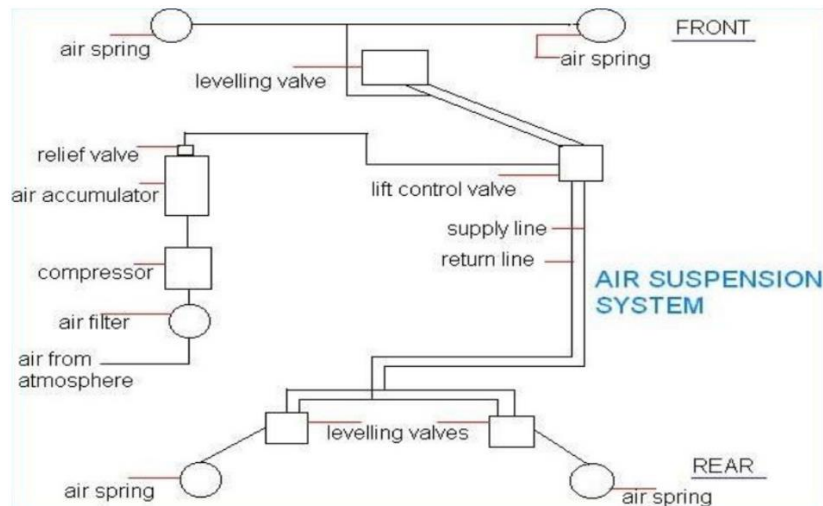 FRONT
air spring
air spring
levelling valve
relief valve
air accumulator
lift control valve
supply line
return line
compressor
AIR SUSPENSION
SYSTEM
air filter
air from
atmosphere
levelling valves
REAR
air spring
air spring